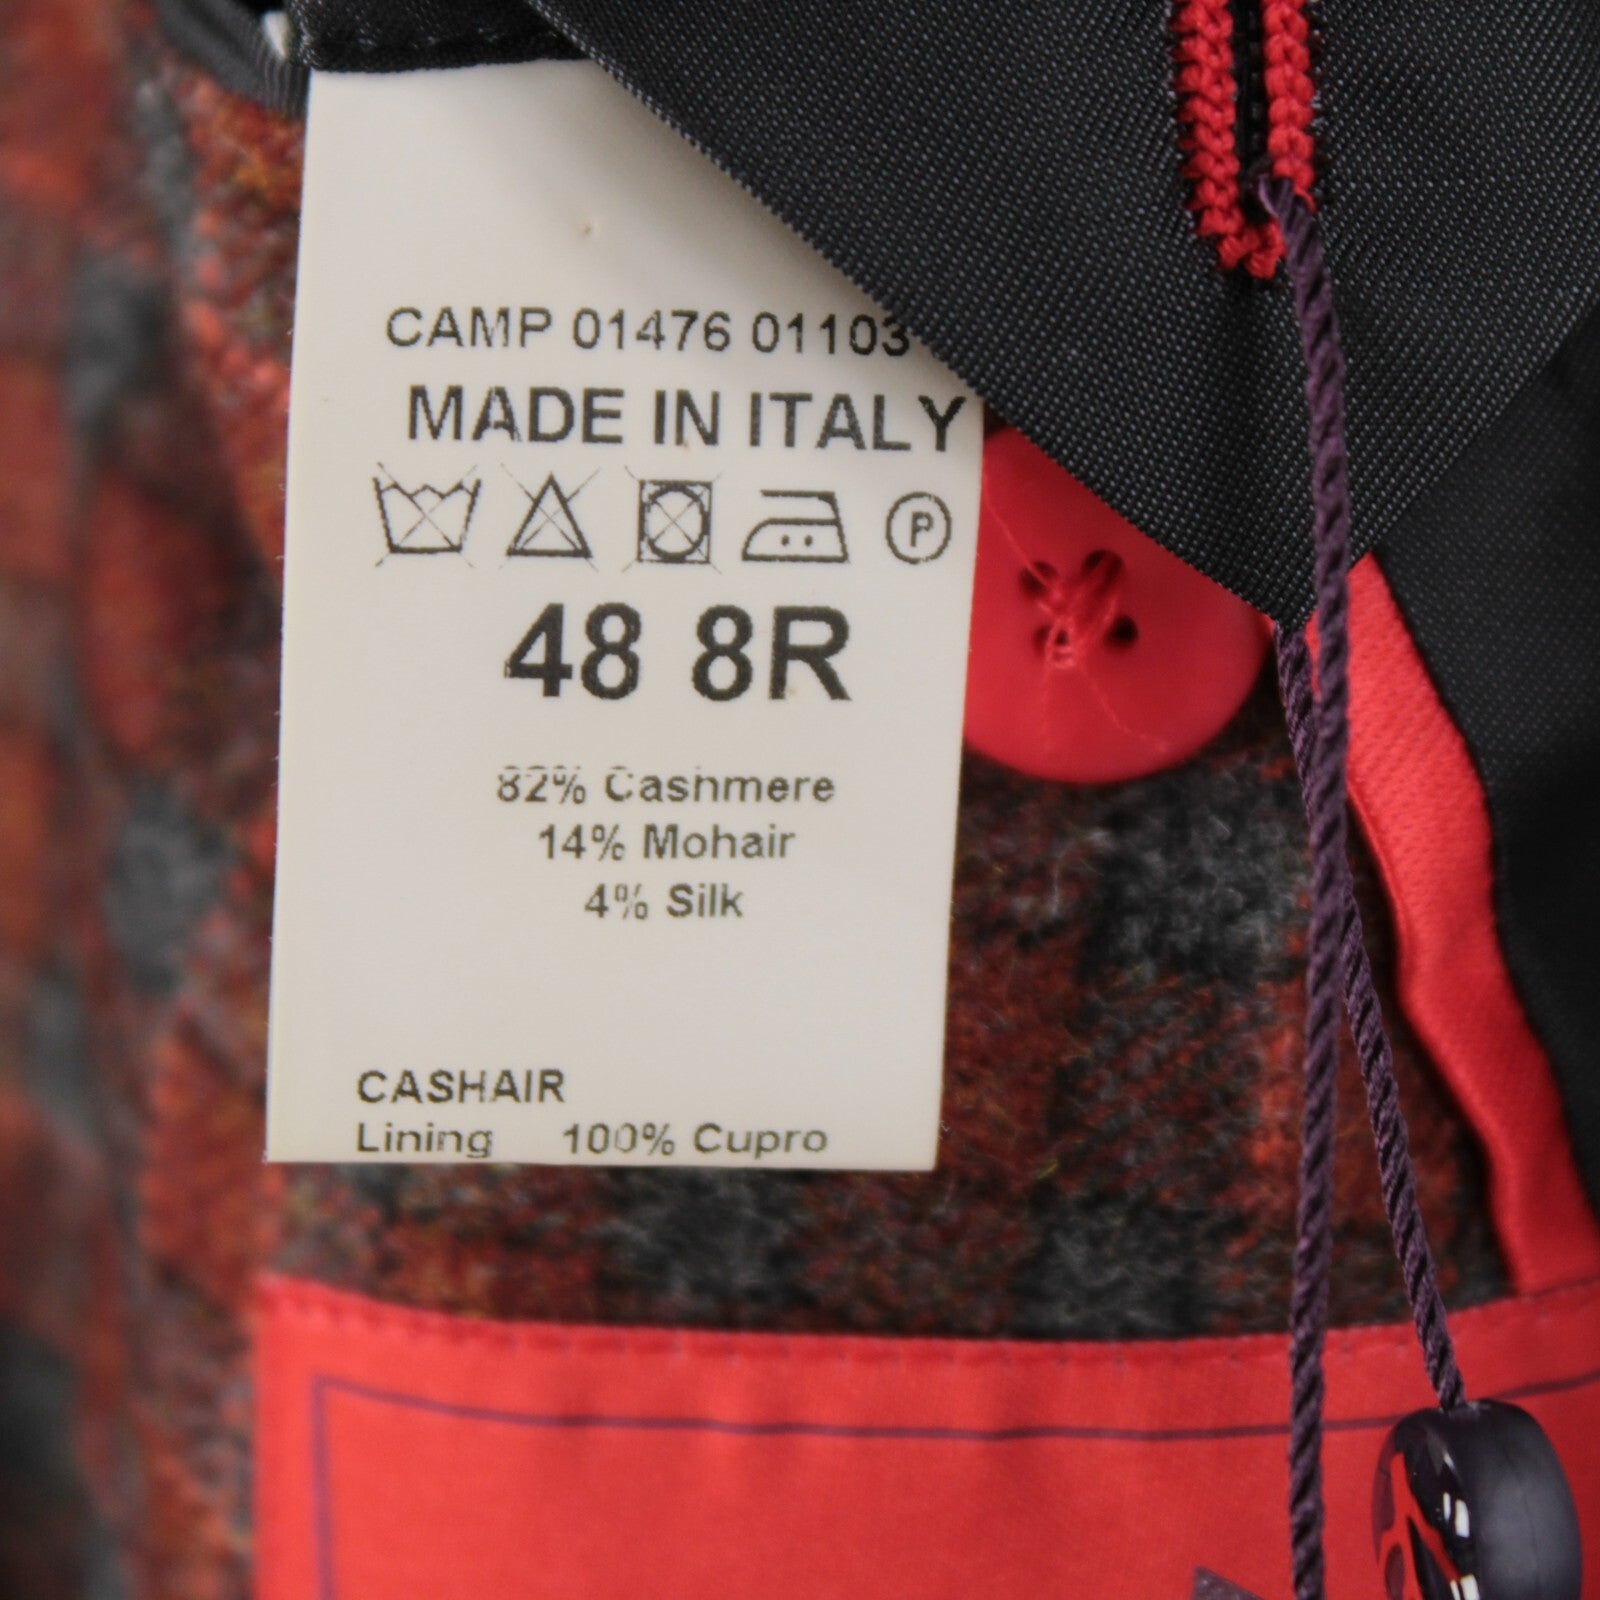 CAMP 01476 01103
MADE IN ITALY
P
48 8R
82% Cashmere
14% Mohair
4% Silk
CASHAIR
Lining 100% Cupro